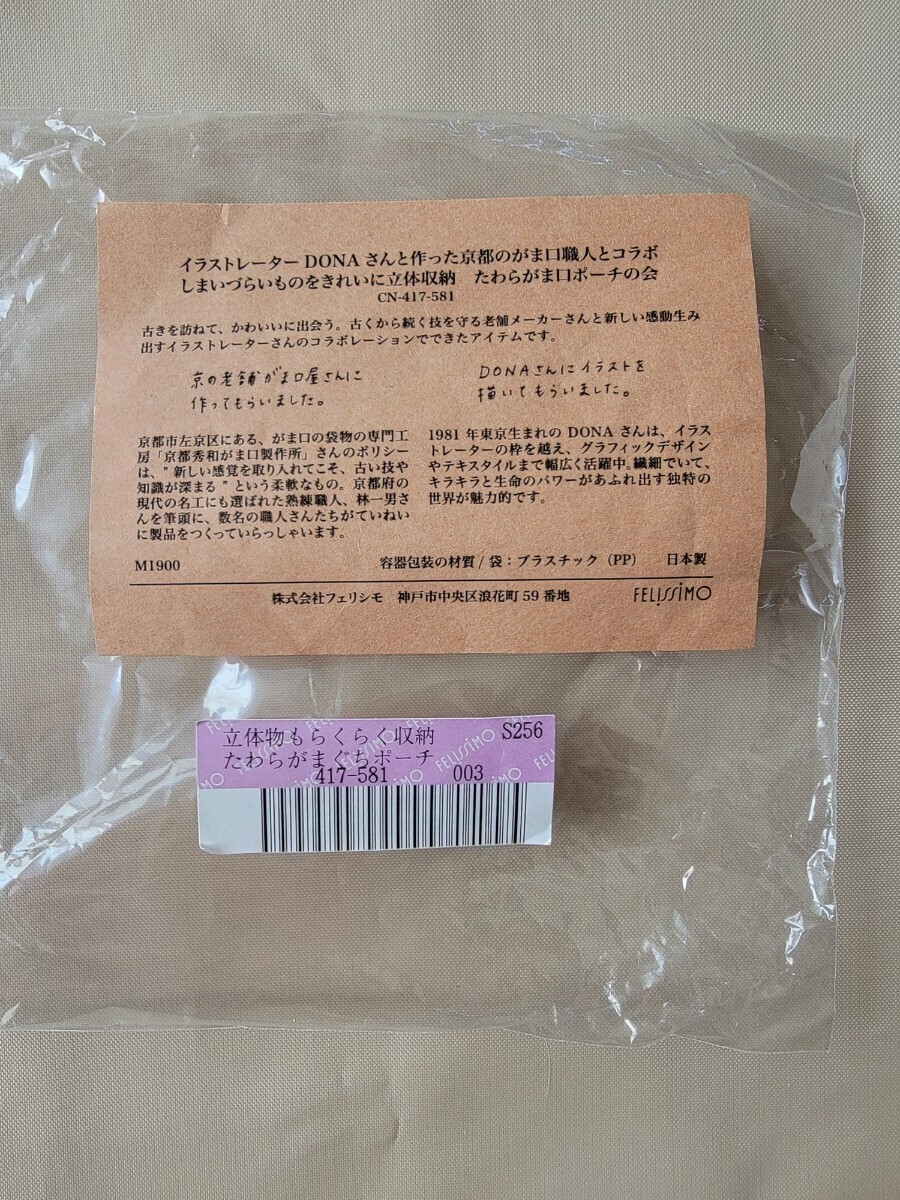 イラストレーター DONA さんと作った京都のがま口職人とコラボ
しまいづらいものをきれいに立体収納　たわらがま口ポーチの会
CN-417-581
古きを訪ねて、かわいいに出会う。古くから続く技を守る老舗メーカーさんと新しい感動生み
出すイラストレーターさんのコラボレーションでできたアイテムです。
京の老舗がま口屋さんに
作ってもらいました。
DONAさんにイラストを
描いてもらいました。
京都市左京区にある、がま口の袋物の専門工
房「京都秀和がま口製作所」さんのポリシー
は、" 新しい感覚を取り入れてこそ、古い技や
知識が深まる " という柔軟なもの。京都府の
現代の名工にも選ばれた熟練職人、林一男さ
んを筆頭に、数名の職人さんたちがていねい
に製品をつくっていらっしゃいます。
1981 年東京生まれの DONA さんは、イラス
トレーターの枠を越え、グラフィックデザイン
やテキスタイルまで幅広く活躍中。繊細でいて、
キラキラと生命のパワーがあふれ出す独特の
世界が魅力的です。
M1900　容器包装の材質 / 袋：プラスチック（PP）　日本製
株式会社フェリシモ　神戸市中央区浪花町 59 番地　FELISSIMO
立体物もらくらく収納　S256
たわらがまぐちポーチ
417-581　003
FELISSIMO